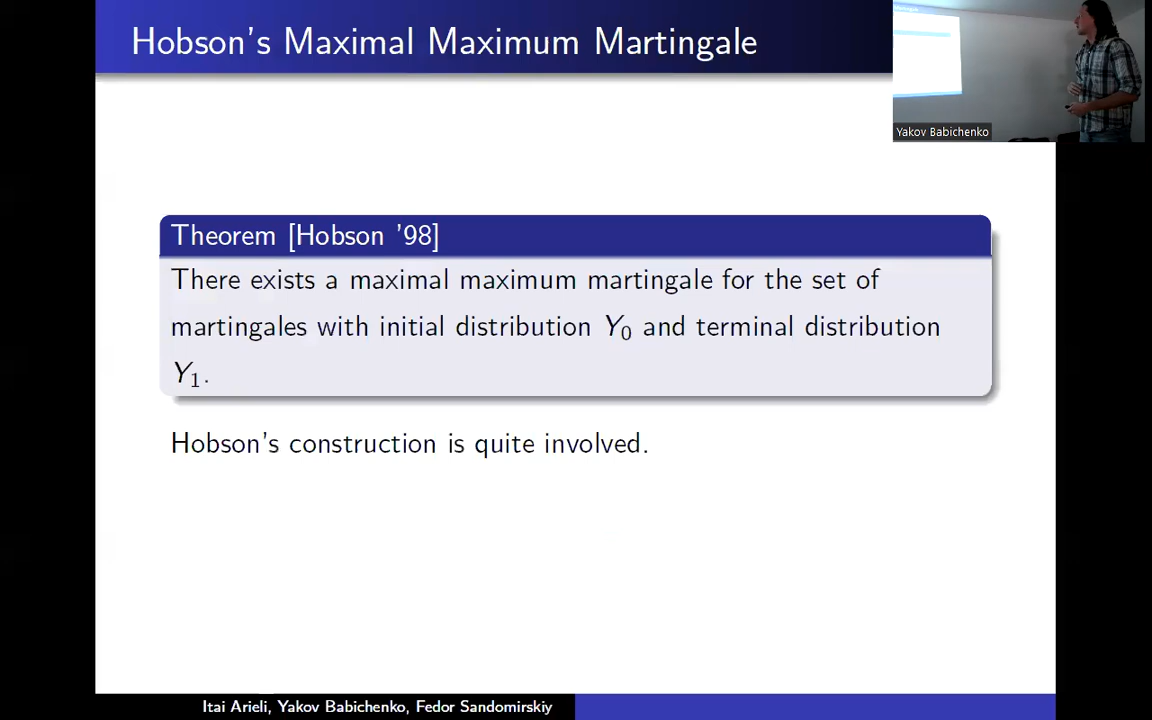 Hobson's Maximal Maximum Martingale
Yakov Babichenko
Theorem [Hobson '98]
There exists a maximal maximum martingale for the set of
martingales with initial distribution Y₀ and terminal distribution
Y₁.
Hobson's construction is quite involved.
Itai Arieli, Yakov Babichenko, Fedor Sandomirskiy